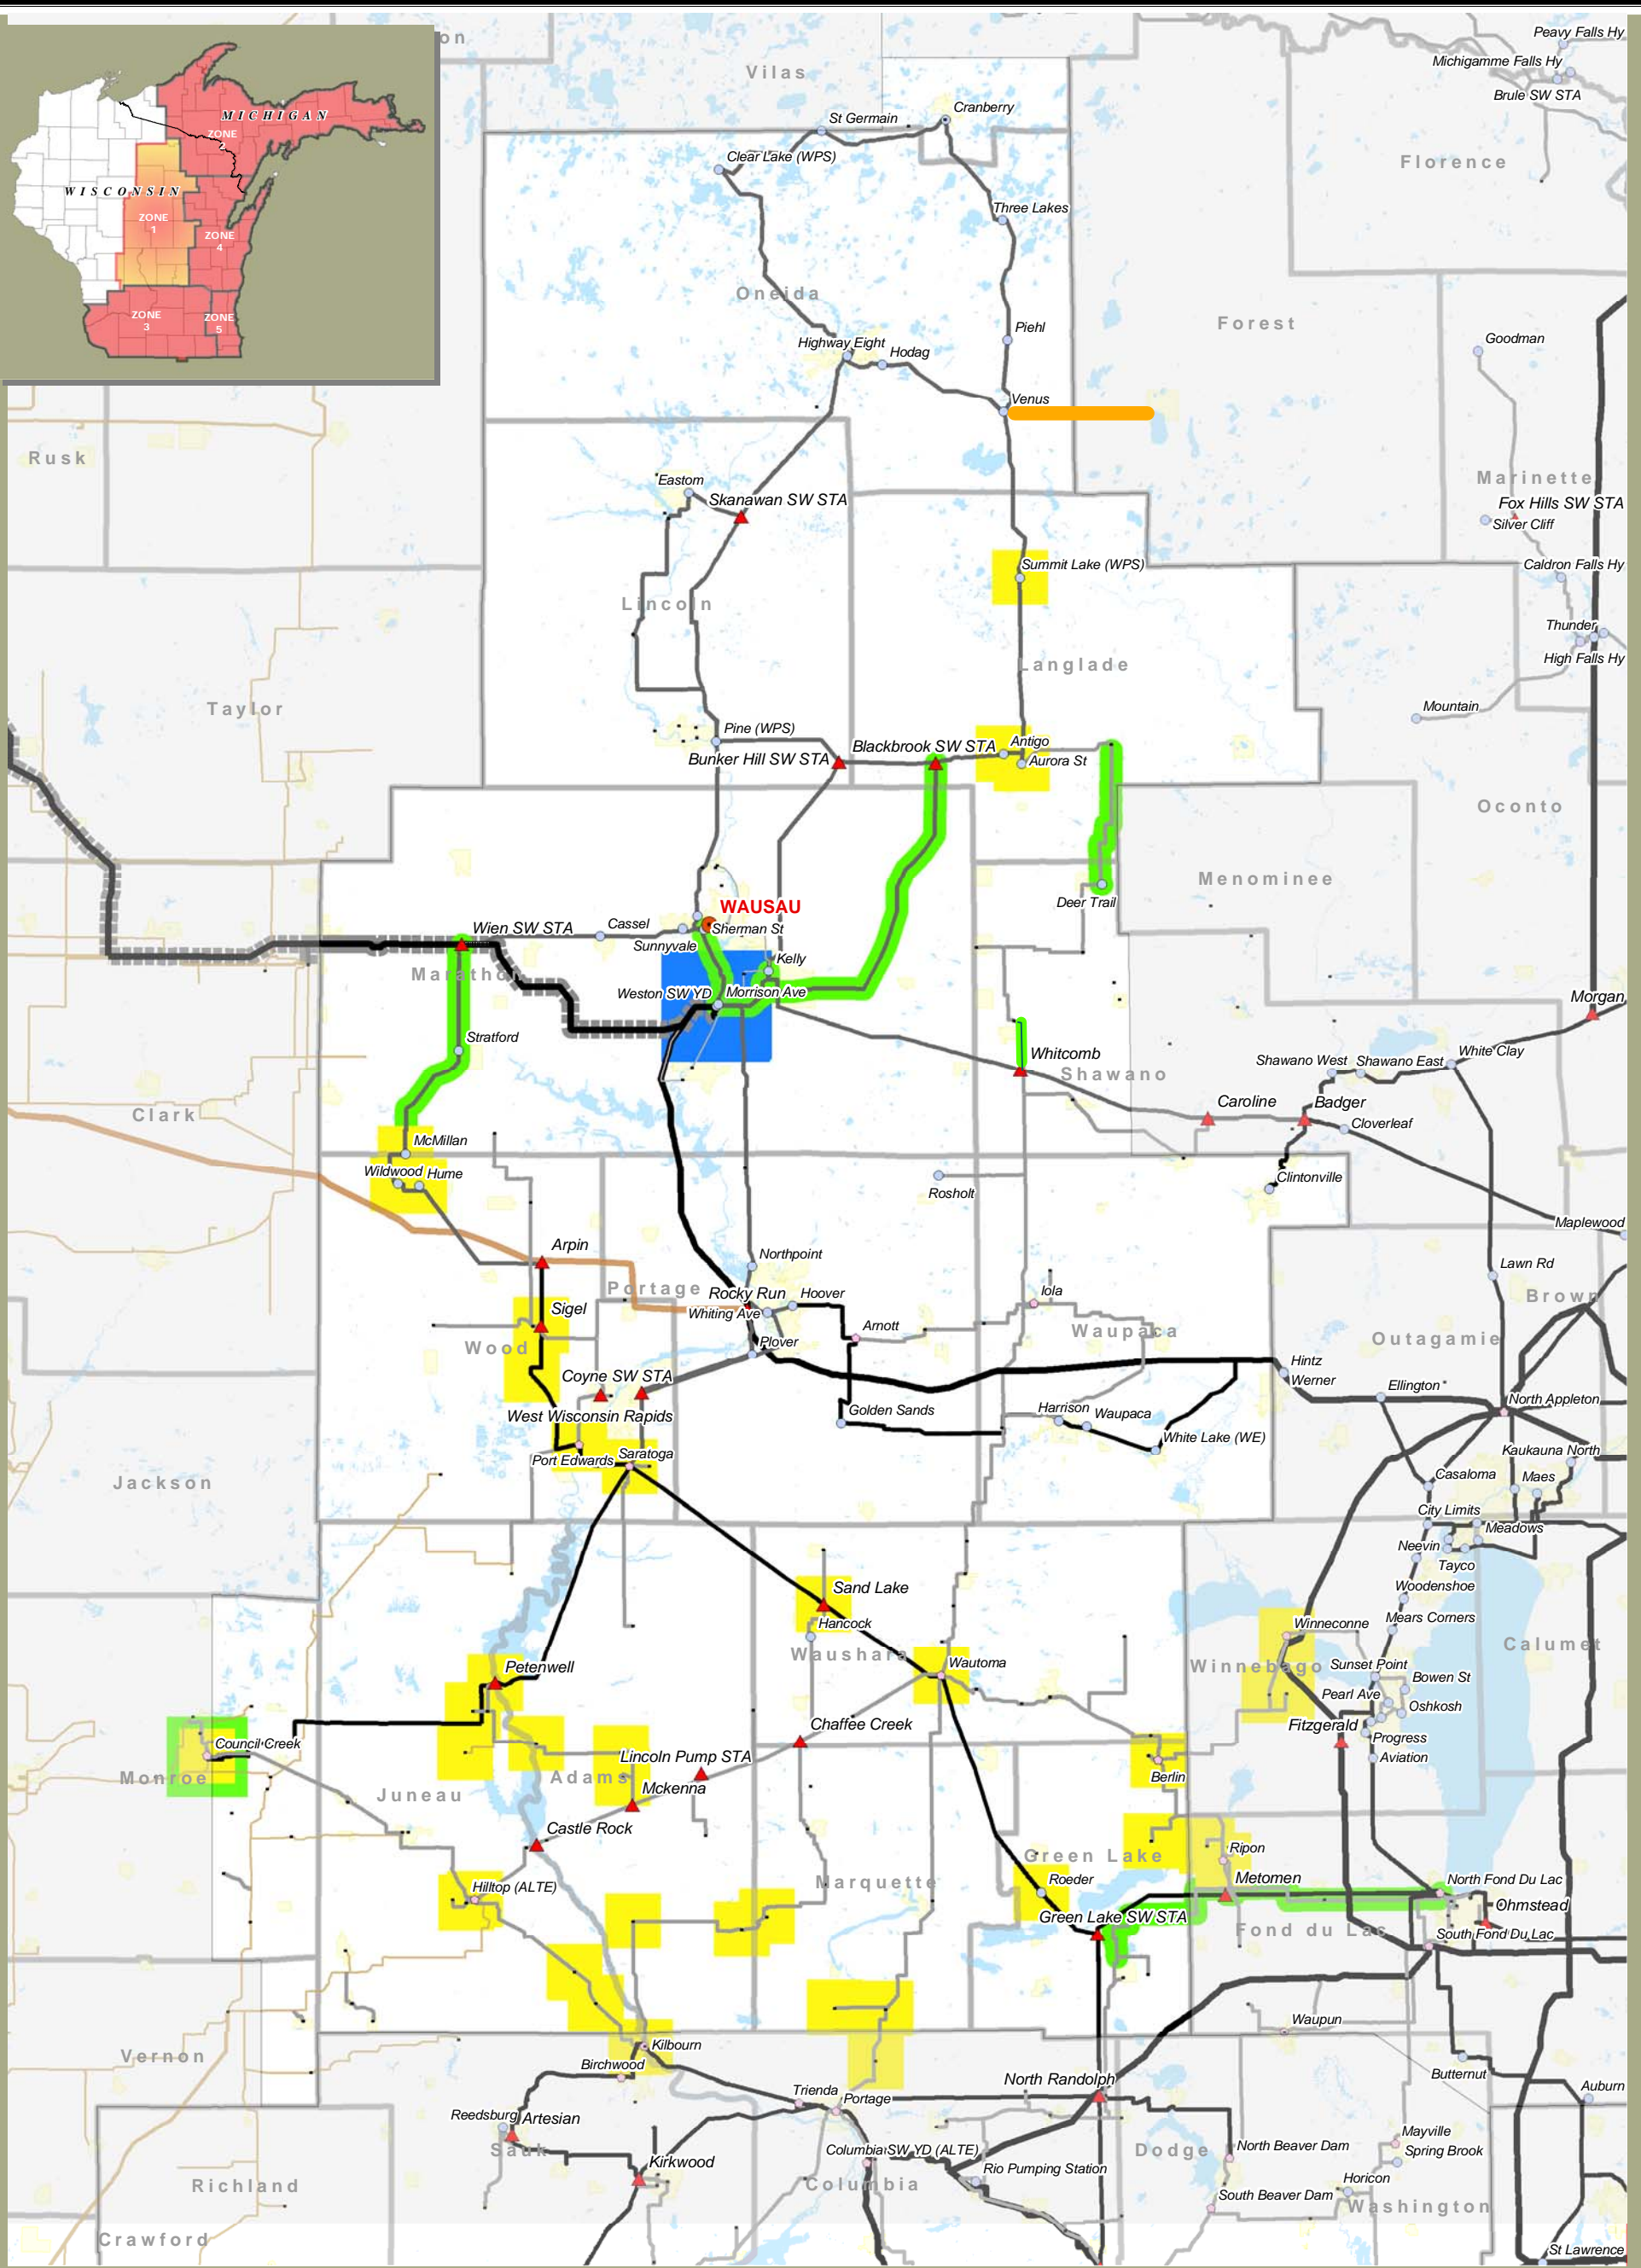 on
Vilas
Peavy Falls Hy
Michigamme Falls Hy
Brule SW STA
MICHIGAN
ZONE
2
WISCONSIN
ZONE
1
ZONE
4
ZONE
3
ZONE
5
Cranberry
St Germain
Clear Lake (WPS)
Florence
Three Lakes
Oneida
Piehl
Forest
Highway Eight
Hodag
Goodman
Venus
Rusk
Marinette
Eastom
Skanawan SW STA
Fox Hills SW STA
Silver Cliff
Summit Lake (WPS)
Caldron Falls Hy
Lincoln
Thunder
High Falls Hy
Langlade
Taylor
Mountain
Pine (WPS)
Bunker Hill SW STA
Blackbrook SW STA
Antigo
Aurora St
Oconto
Menominee
Deer Trail
WAUSAU
Wien SW STA
Cassel
Sherman St
Sunnyvale
Kelly
Marathon
Weston SW YD
Morrison Ave
Morgan
Stratford
Whitcomb
Shawano
Shawano West
Shawano East
White Clay
Clark
Caroline
Badger
Cloverleaf
McMillan
Wildwood
Hume
Rosholt
Clintonville
Maplewood
Arpin
Northpoint
Lawn Rd
Portage
Rocky Run
Hoover
Iola
Brown
Sigel
Whiting Ave
Arnott
Waupaca
Outagamie
Wood
Plover
Hintz
Werner
Coyne SW STA
Ellington
North Appleton
West Wisconsin Rapids
Golden Sands
Harrison
Waupaca
White Lake (WE)
Port Edwards
Saratoga
Kaukauna North
Jackson
Casaloma
Maes
City Limits
Meadows
Neevin
Tayco
Woodenshoe
Sand Lake
Hancock
Winneconne
Mears Corners
Calumet
Waushara
Wautoma
Petenwell
Winnebago
Sunset Point
Bowen St
Pearl Ave
Oshkosh
Chaffee Creek
Fitzgerald
Progress
Aviation
Council Creek
Lincoln Pump STA
Monroe
Adams
Mckenna
Berlin
Juneau
Castle Rock
Green Lake
Ripon
Hilltop (ALTE)
Marquette
Roeder
Metomen
North Fond Du Lac
Green Lake SW STA
Ohmstead
Fond du Lac
South Fond Du Lac
Waupun
Vernon
Kilbourn
Birchwood
North Randolph
Butternut
Auburn
Trienda
Portage
Reedsburg
Artesian
Sauk
Mayville
Spring Brook
Columbia SW YD (ALTE)
Dodge
North Beaver Dam
Kirkwood
Rio Pumping Station
Richland
Columbia
Horicon
South Beaver Dam
Washington
Crawford
St Lawrence